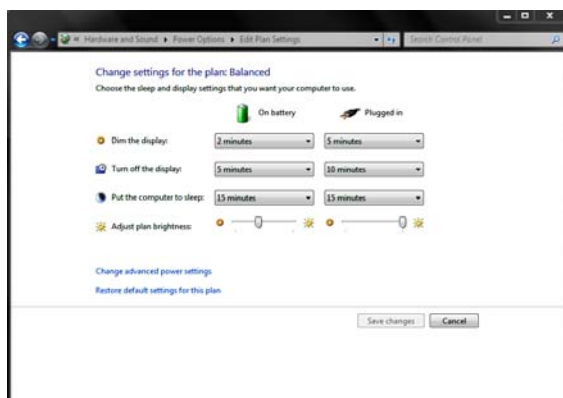 « Hardware and Sound ▸ Power Options ▸ Edit Plan Settings
Search Control Panel
Change settings for the plan: Balanced
Choose the sleep and display settings that you want your computer to use.
On battery Plugged in
Dim the display: 2 minutes 5 minutes
Turn off the display: 5 minutes 10 minutes
Put the computer to sleep: 15 minutes 15 minutes
Adjust plan brightness:
Change advanced power settings
Restore default settings for this plan
Save changes Cancel